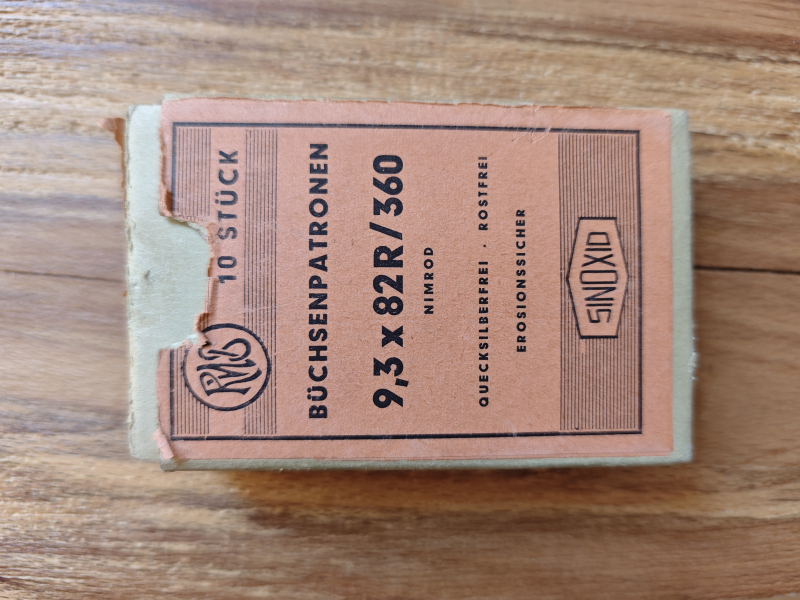 RWS 10 STÜCK
BÜCHSENPATRONEN
9,3 x 82R/360
NIMROD
QUECKSILBERFREI · ROSTFREI
EROSIONSSICHER
SINOXID